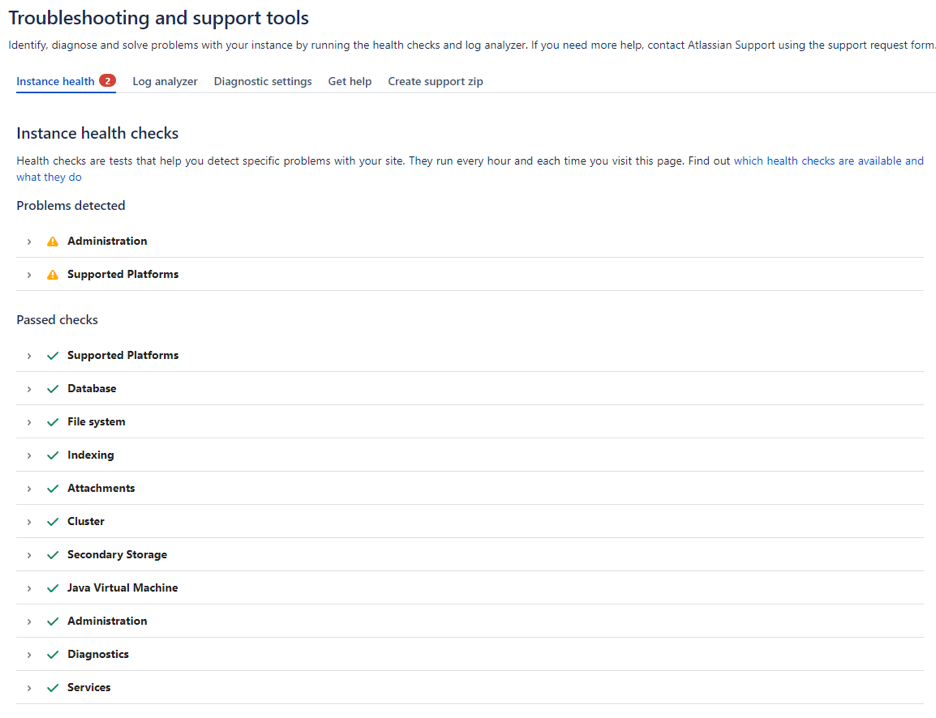 Troubleshooting and support tools
Identify, diagnose and solve problems with your instance by running the health checks and log analyzer. If you need more help, contact Atlassian Support using the support request form.
Instance health 2 Log analyzer Diagnostic settings Get help Create support zip
Instance health checks
Health checks are tests that help you detect specific problems with your site. They run every hour and each time you visit this page. Find out which health checks are available and
what they do
Problems detected
Administration
Supported Platforms
Passed checks
Supported Platforms
Database
File system
Indexing
Attachments
Cluster
Secondary Storage
Java Virtual Machine
Administration
Diagnostics
Services